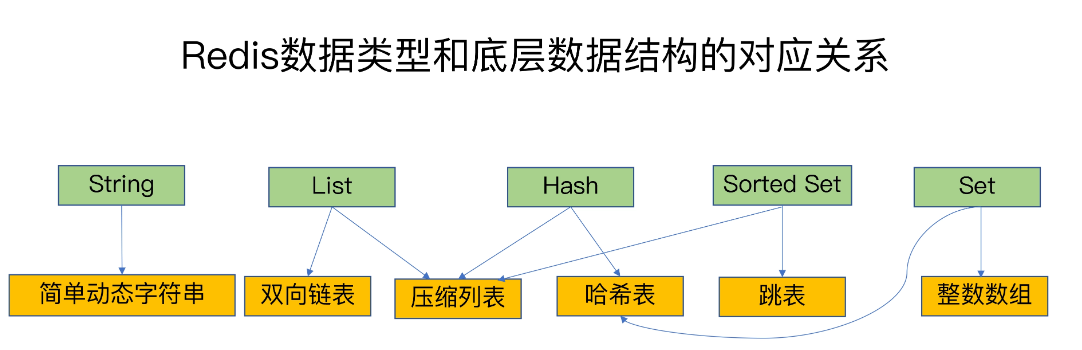 Redis数据类型和底层数据结构的对应关系
String
List
Hash
Sorted Set
Set
简单动态字符串
双向链表
压缩列表
哈希表
跳表
整数数组